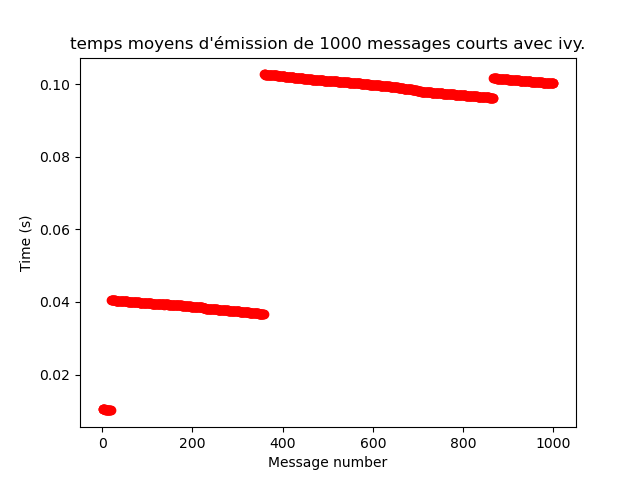 temps moyens d'émission de 1000 messages courts avec ivy.
0.10
0.08
0.06
0.04
0.02
Time (s)
0 200 400 600 800 1000
Message number